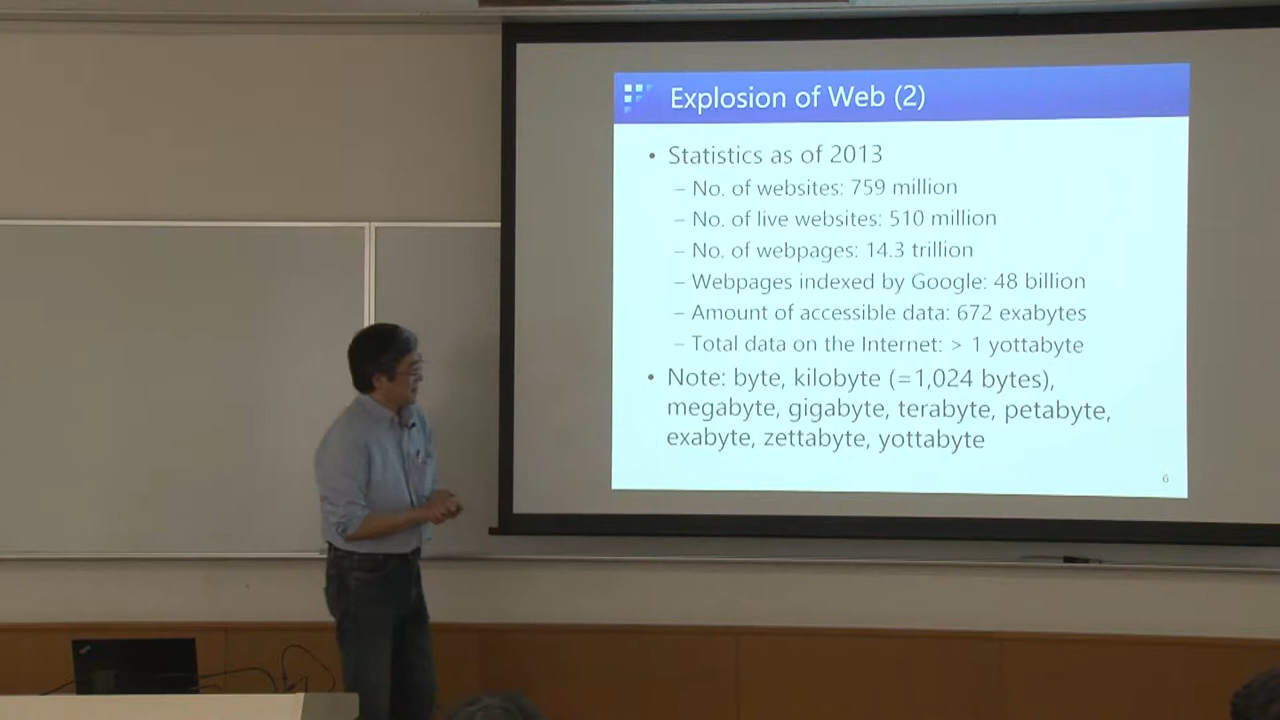 Explosion of Web (2)
• Statistics as of 2013
– No. of websites: 759 million
– No. of live websites: 510 million
– No. of webpages: 14.3 trillion
– Webpages indexed by Google: 48 billion
– Amount of accessible data: 672 exabytes
– Total data on the Internet: > 1 yottabyte
• Note: byte, kilobyte (=1,024 bytes),
megabyte, gigabyte, terabyte, petabyte,
exabyte, zettabyte, yottabyte
6